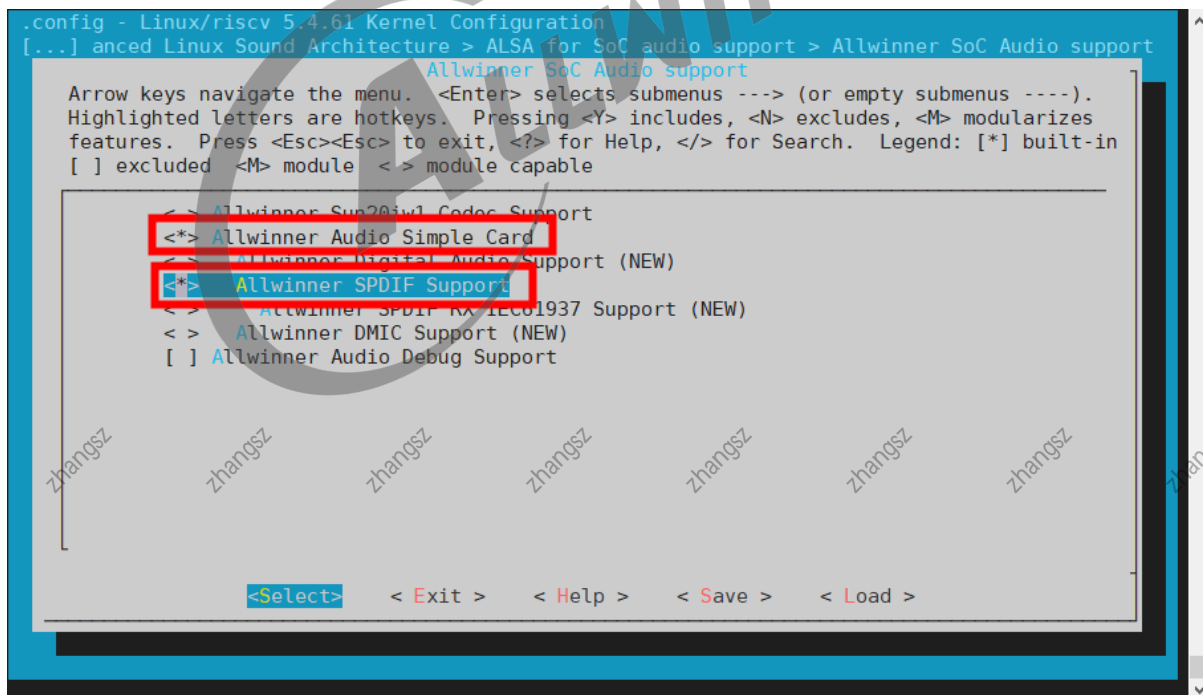 .config - Linux/riscv 5.4.61 Kernel Configuration
[...] anced Linux Sound Architecture > ALSA for SoC audio support > Allwinner SoC Audio support
Allwinner SoC Audio support
Arrow keys navigate the menu.  <Enter> selects submenus ---> (or empty submenus ----).
Highlighted letters are hotkeys.  Pressing <Y> includes, <N> excludes, <M> modularizes
features.  Press <Esc><Esc> to exit, <?> for Help, </> for Search.  Legend: [*] built-in
[ ] excluded  <M> module  < > module capable
< > Allwinner Sun20iw1 Codec Support
<*> Allwinner Audio Simple Card
< >   Allwinner Digital Audio Support (NEW)
<*>   Allwinner SPDIF Support
< >     Allwinner SPDIF RX IEC61937 Support (NEW)
< >   Allwinner DMIC Support (NEW)
[ ] Allwinner Audio Debug Support
zhangsz zhangsz zhangsz zhangsz zhangsz zhangsz zhangsz zhan
<Select>    < Exit >    < Help >    < Save >    < Load >